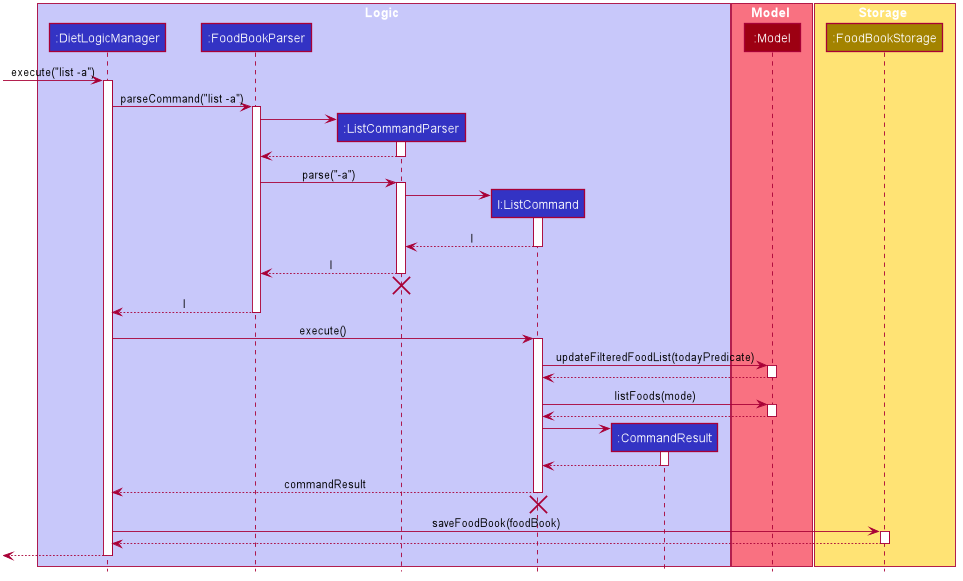 Logic
Model
Storage
:DietLogicManager
:FoodBookParser
:Model
:FoodBookStorage
execute("list -a")
parseCommand("list -a")
:ListCommandParser
parse("-a")
l:ListCommand
l
l
l
execute()
updateFilteredFoodList(todayPredicate)
listFoods(mode)
:CommandResult
commandResult
saveFoodBook(foodBook)